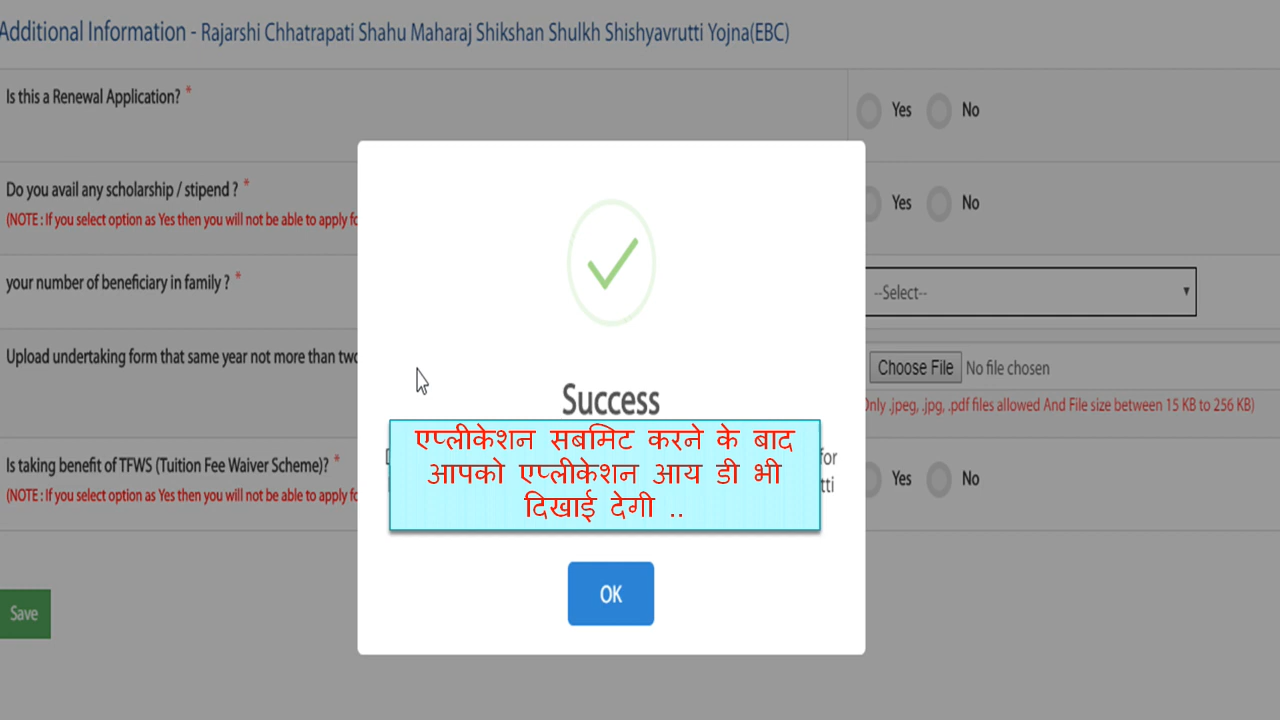 Additional Information - Rajarshi Chhatrapati Shahu Maharaj Shikshan Shulkh Shishyavrutti Yojna(EBC)
Is this a Renewal Application? *
Yes No
Do you avail any scholarship / stipend ? *
Yes No
(NOTE : If you select option as Yes then you will not be able to apply
your number of beneficiary in family ? *
--Select--
Upload undertaking form that same year not more than two
Choose File No file chosen
Only .jpeg, .jpg, .pdf files allowed And File size between 15 KB to 256 KB)
Is taking benefit of TFWS (Tuition Fee Waiver Scheme)? *
Yes No
(NOTE : If you select option as Yes then you will not be able to apply
Save
Success
एप्लीकेशन सबमिट करने के बाद
आपको एप्लीकेशन आय डी भी
दिखाई देगी ..
for
tti
OK